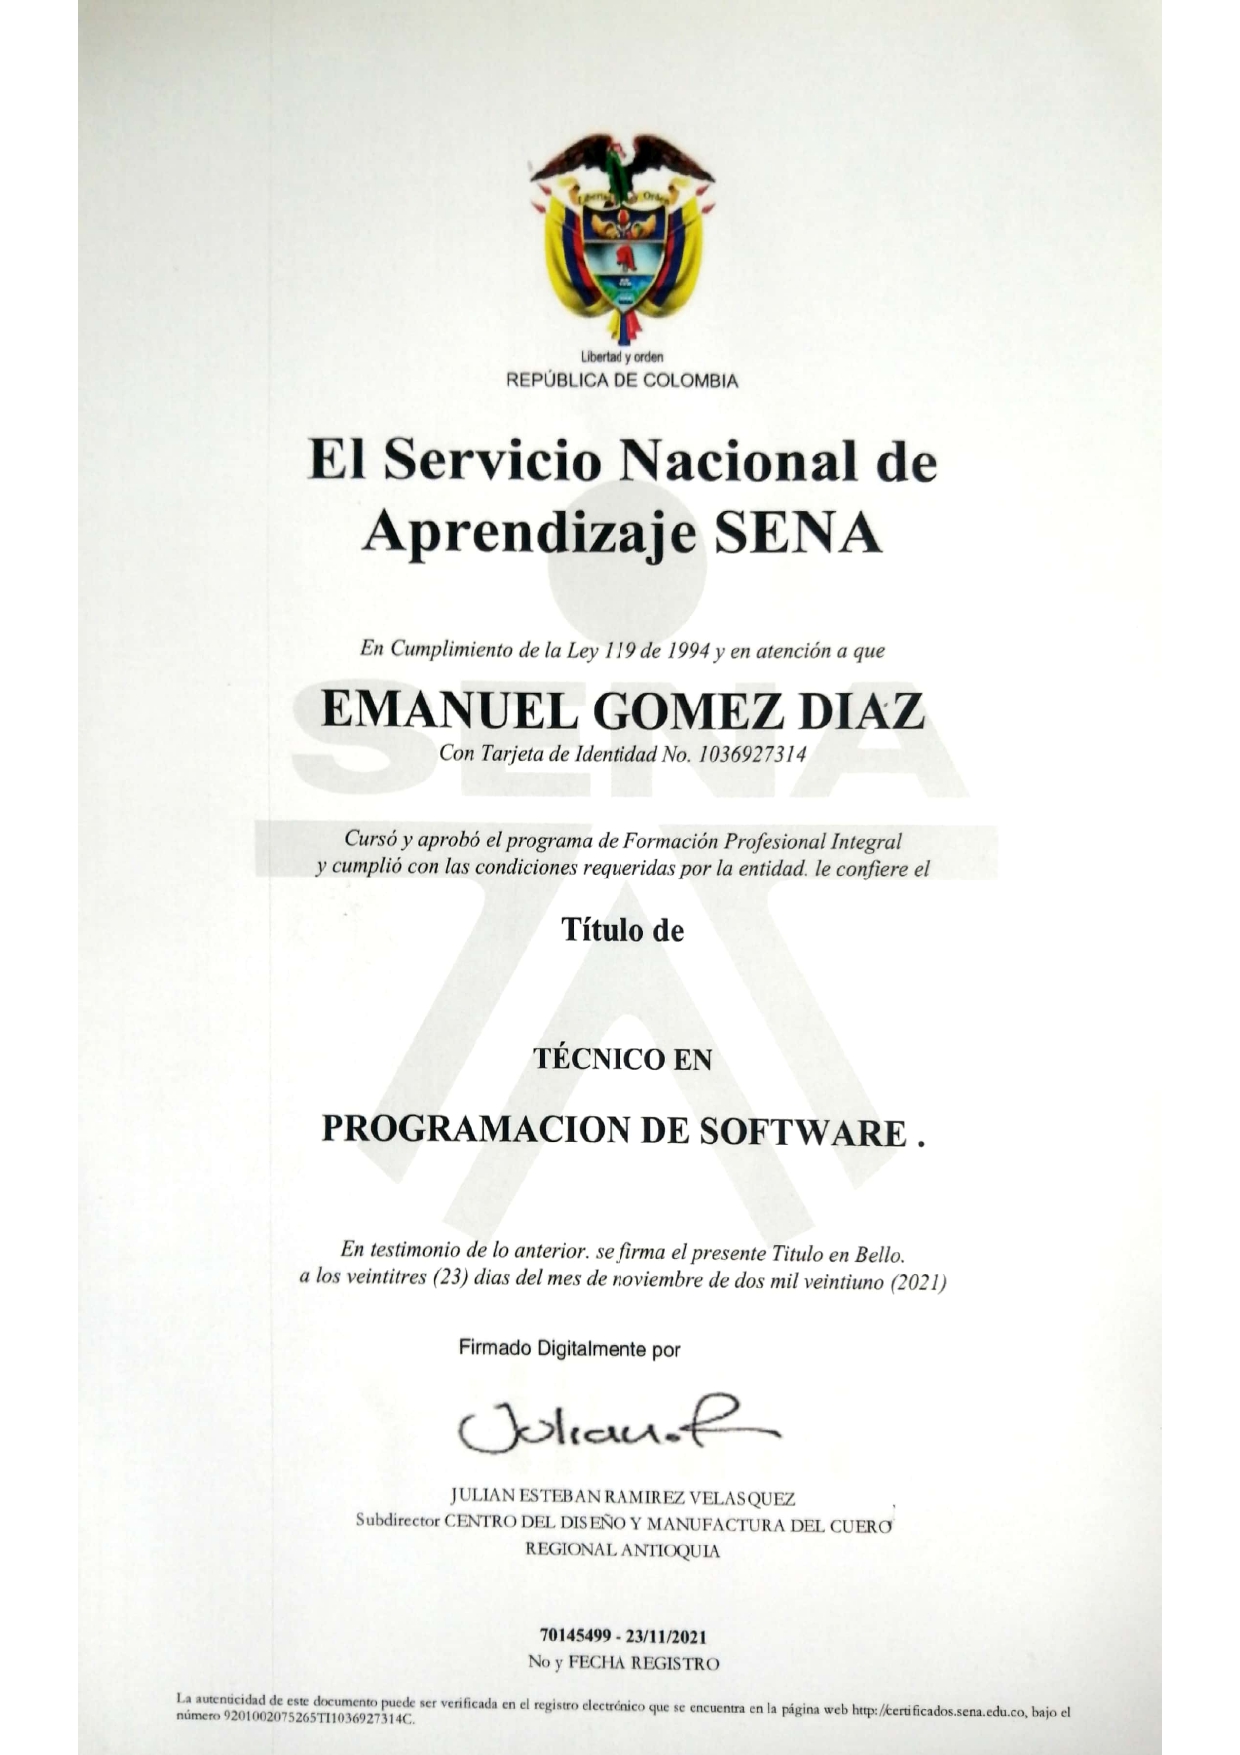 Libertad y Orden
Libertad y orden
REPÚBLICA DE COLOMBIA
El Servicio Nacional de
Aprendizaje SENA
En Cumplimiento de la Ley 119 de 1994 y en atención a que
EMANUEL GOMEZ DIAZ
Con Tarjeta de Identidad No. 1036927314
SENA
Cursó y aprobó el programa de Formación Profesional Integral
y cumplió con las condiciones requeridas por la entidad. le confiere el
Título de
TÉCNICO EN
PROGRAMACION DE SOFTWARE .
En testimonio de lo anterior. se firma el presente Titulo en Bello.
a los veintitres (23) dias del mes de noviembre de dos mil veintiuno (2021)
Firmado Digitalmente por
Julian.R
JULIAN ESTEBAN RAMIREZ VELASQUEZ
Subdirector CENTRO DEL DISEÑO Y MANUFACTURA DEL CUERO
REGIONAL ANTIOQUIA
70145499 - 23/11/2021
No y FECHA REGISTRO
La autenticidad de este documento puede ser verificada en el registro electrónico que se encuentra en la página web http://certificados.sena.edu.co, bajo el
número 9201002075265TI1036927314C.